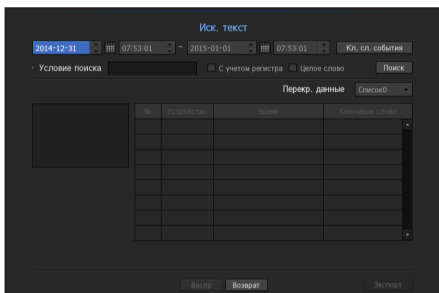 Иск. текст
2014-12-31 07:53:01 ~ 2015-01-01 07:53:01 Кл. сл. события
· Условие поиска С учетом регистра Целое слово Поиск
Перекр. данные Список0
№ Устройство Время Ключевое слово
Воспр Возврат Экспорт